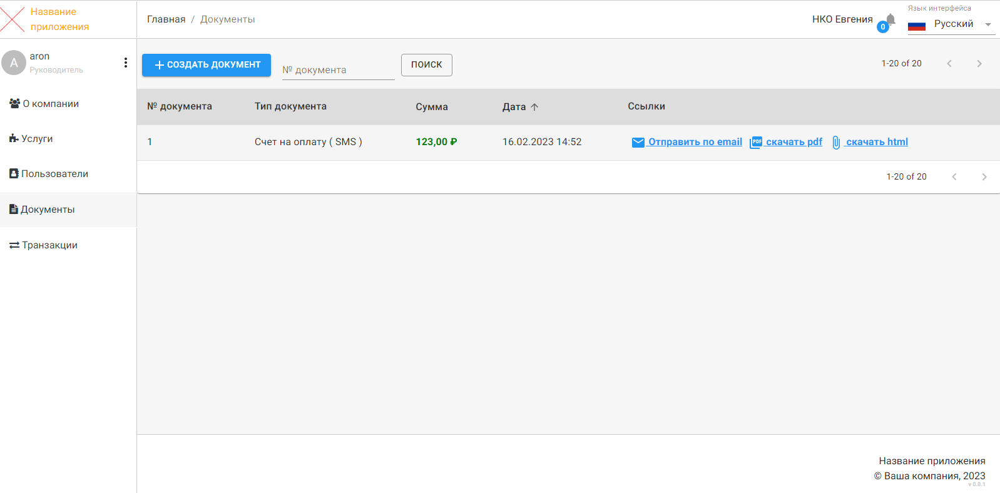 Название
приложения
Главная / Документы
НКО Евгения
0
Язык интерфейса
Русский
A
aron
Руководитель
О компании
Услуги
Пользователи
Документы
Транзакции
СОЗДАТЬ ДОКУМЕНТ
№ документа
ПОИСК
1-20 of 20
№ документа Тип документа Сумма Дата Ссылки
1 Счет на оплату ( SMS ) 123,00 ₽ 16.02.2023 14:52 Отправить по email PDF скачать pdf скачать html
1-20 of 20
Название приложения
© Ваша компания, 2023
v 0.0.1